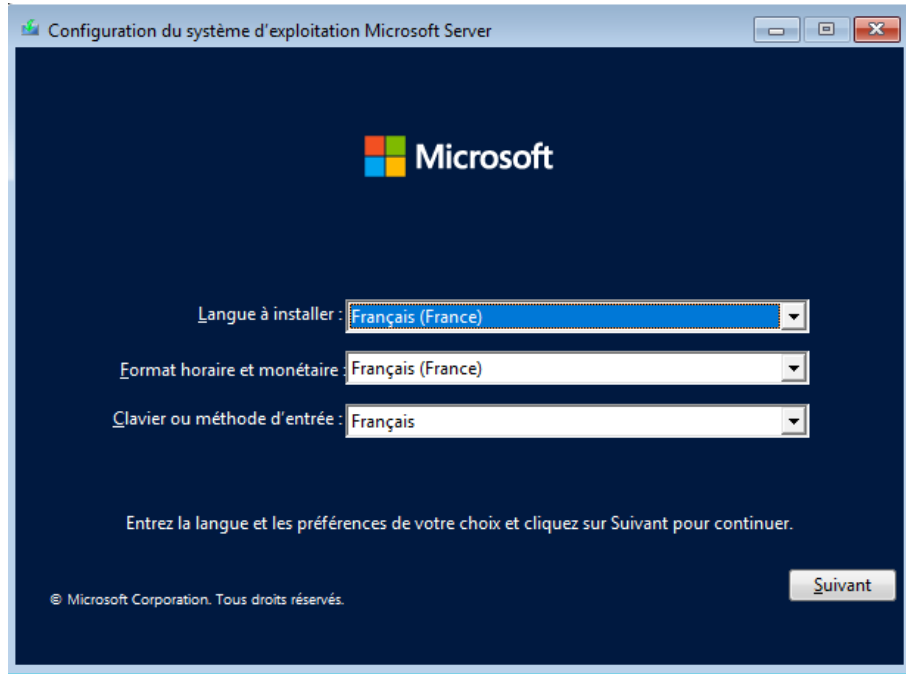 Configuration du système d'exploitation Microsoft Server
Microsoft
Langue à installer : Français (France)
Format horaire et monétaire : Français (France)
Clavier ou méthode d'entrée : Français
Entrez la langue et les préférences de votre choix et cliquez sur Suivant pour continuer.
Suivant
© Microsoft Corporation. Tous droits réservés.